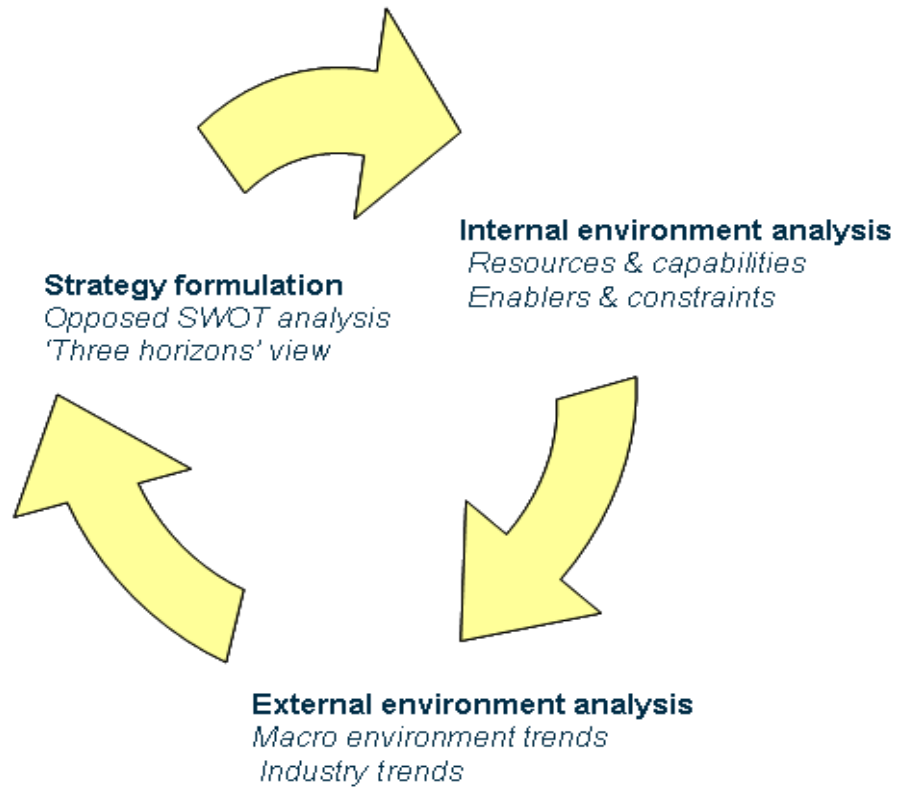 Internal environment analysis
Resources & capabilities
Enablers & constraints
Strategy formulation
Opposed SWOT analysis
‘Three horizons’ view
External environment analysis
Macro environment trends
Industry trends